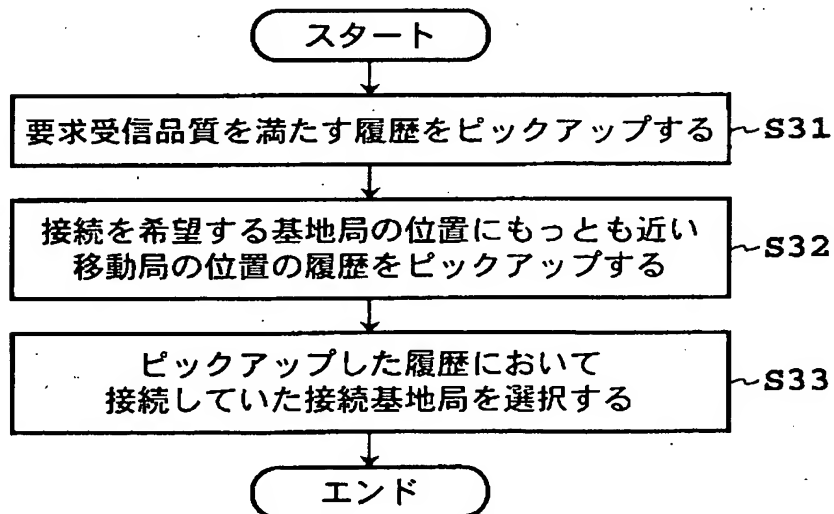 スタート
要求受信品質を満たす履歴をピックアップする
~S31
接続を希望する基地局の位置にもっとも近い
移動局の位置の履歴をピックアップする
~S32
ピックアップした履歴において
接続していた接続基地局を選択する
~S33
エンド